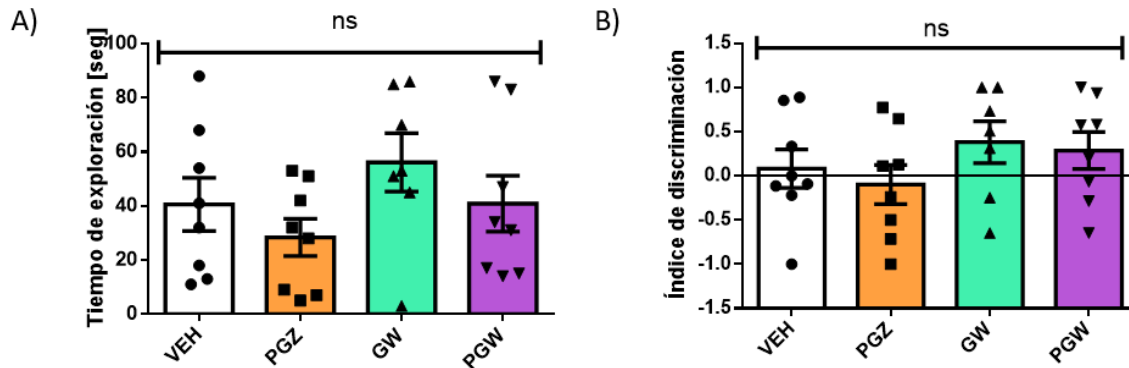 A)
ns
Tiempo de exploración [seg]
100
80
60
40
20
0
VEH
PGZ
GW
PGW
B)
ns
Índice de discriminación
1.5
1.0
0.5
0.0
-0.5
-1.0
-1.5
VEH
PGZ
GW
PGW